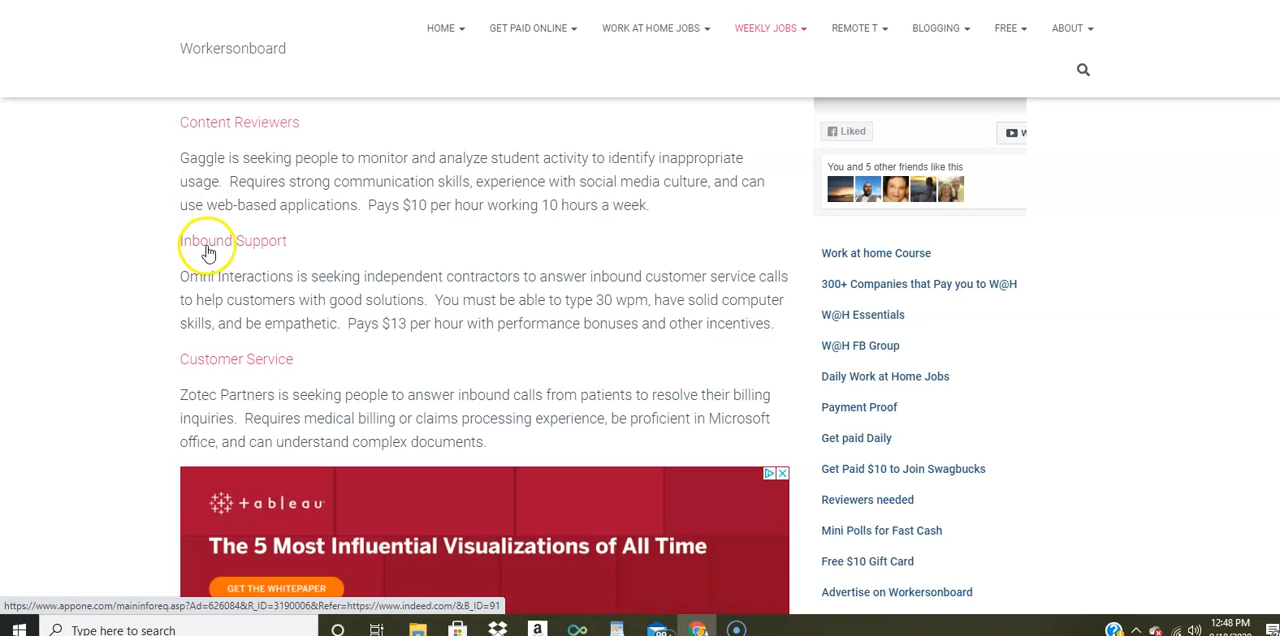 HOME GET PAID ONLINE WORK AT HOME JOBS WEEKLY JOBS REMOTE T BLOGGING FREE ABOUT
Workersonboard
Content Reviewers
Gaggle is seeking people to monitor and analyze student activity to identify inappropriate
usage. Requires strong communication skills, experience with social media culture, and can
use web-based applications. Pays $10 per hour working 10 hours a week.
Inbound Support
Omni Interactions is seeking independent contractors to answer inbound customer service calls
to help customers with good solutions. You must be able to type 30 wpm, have solid computer
skills, and be empathetic. Pays $13 per hour with performance bonuses and other incentives.
Customer Service
Zotec Partners is seeking people to answer inbound calls from patients to resolve their billing
inquiries. Requires medical billing or claims processing experience, be proficient in Microsoft
office, and can understand complex documents.
+ableau
The 5 Most Influential Visualizations of All Time
GET THE WHITEPAPER
Liked
You and 5 other friends like this
Work at home Course
300+ Companies that Pay you to W@H
W@H Essentials
W@H FB Group
Daily Work at Home Jobs
Payment Proof
Get paid Daily
Get Paid $10 to Join Swagbucks
Reviewers needed
Mini Polls for Fast Cash
Free $10 Gift Card
Advertise on Workersonboard
https://www.appone.com/maininforeq.asp?Ad=626084&R_ID=3190006&Refer=https://www.indeed.com/&B_ID=91
Type here to search
12:48 PM